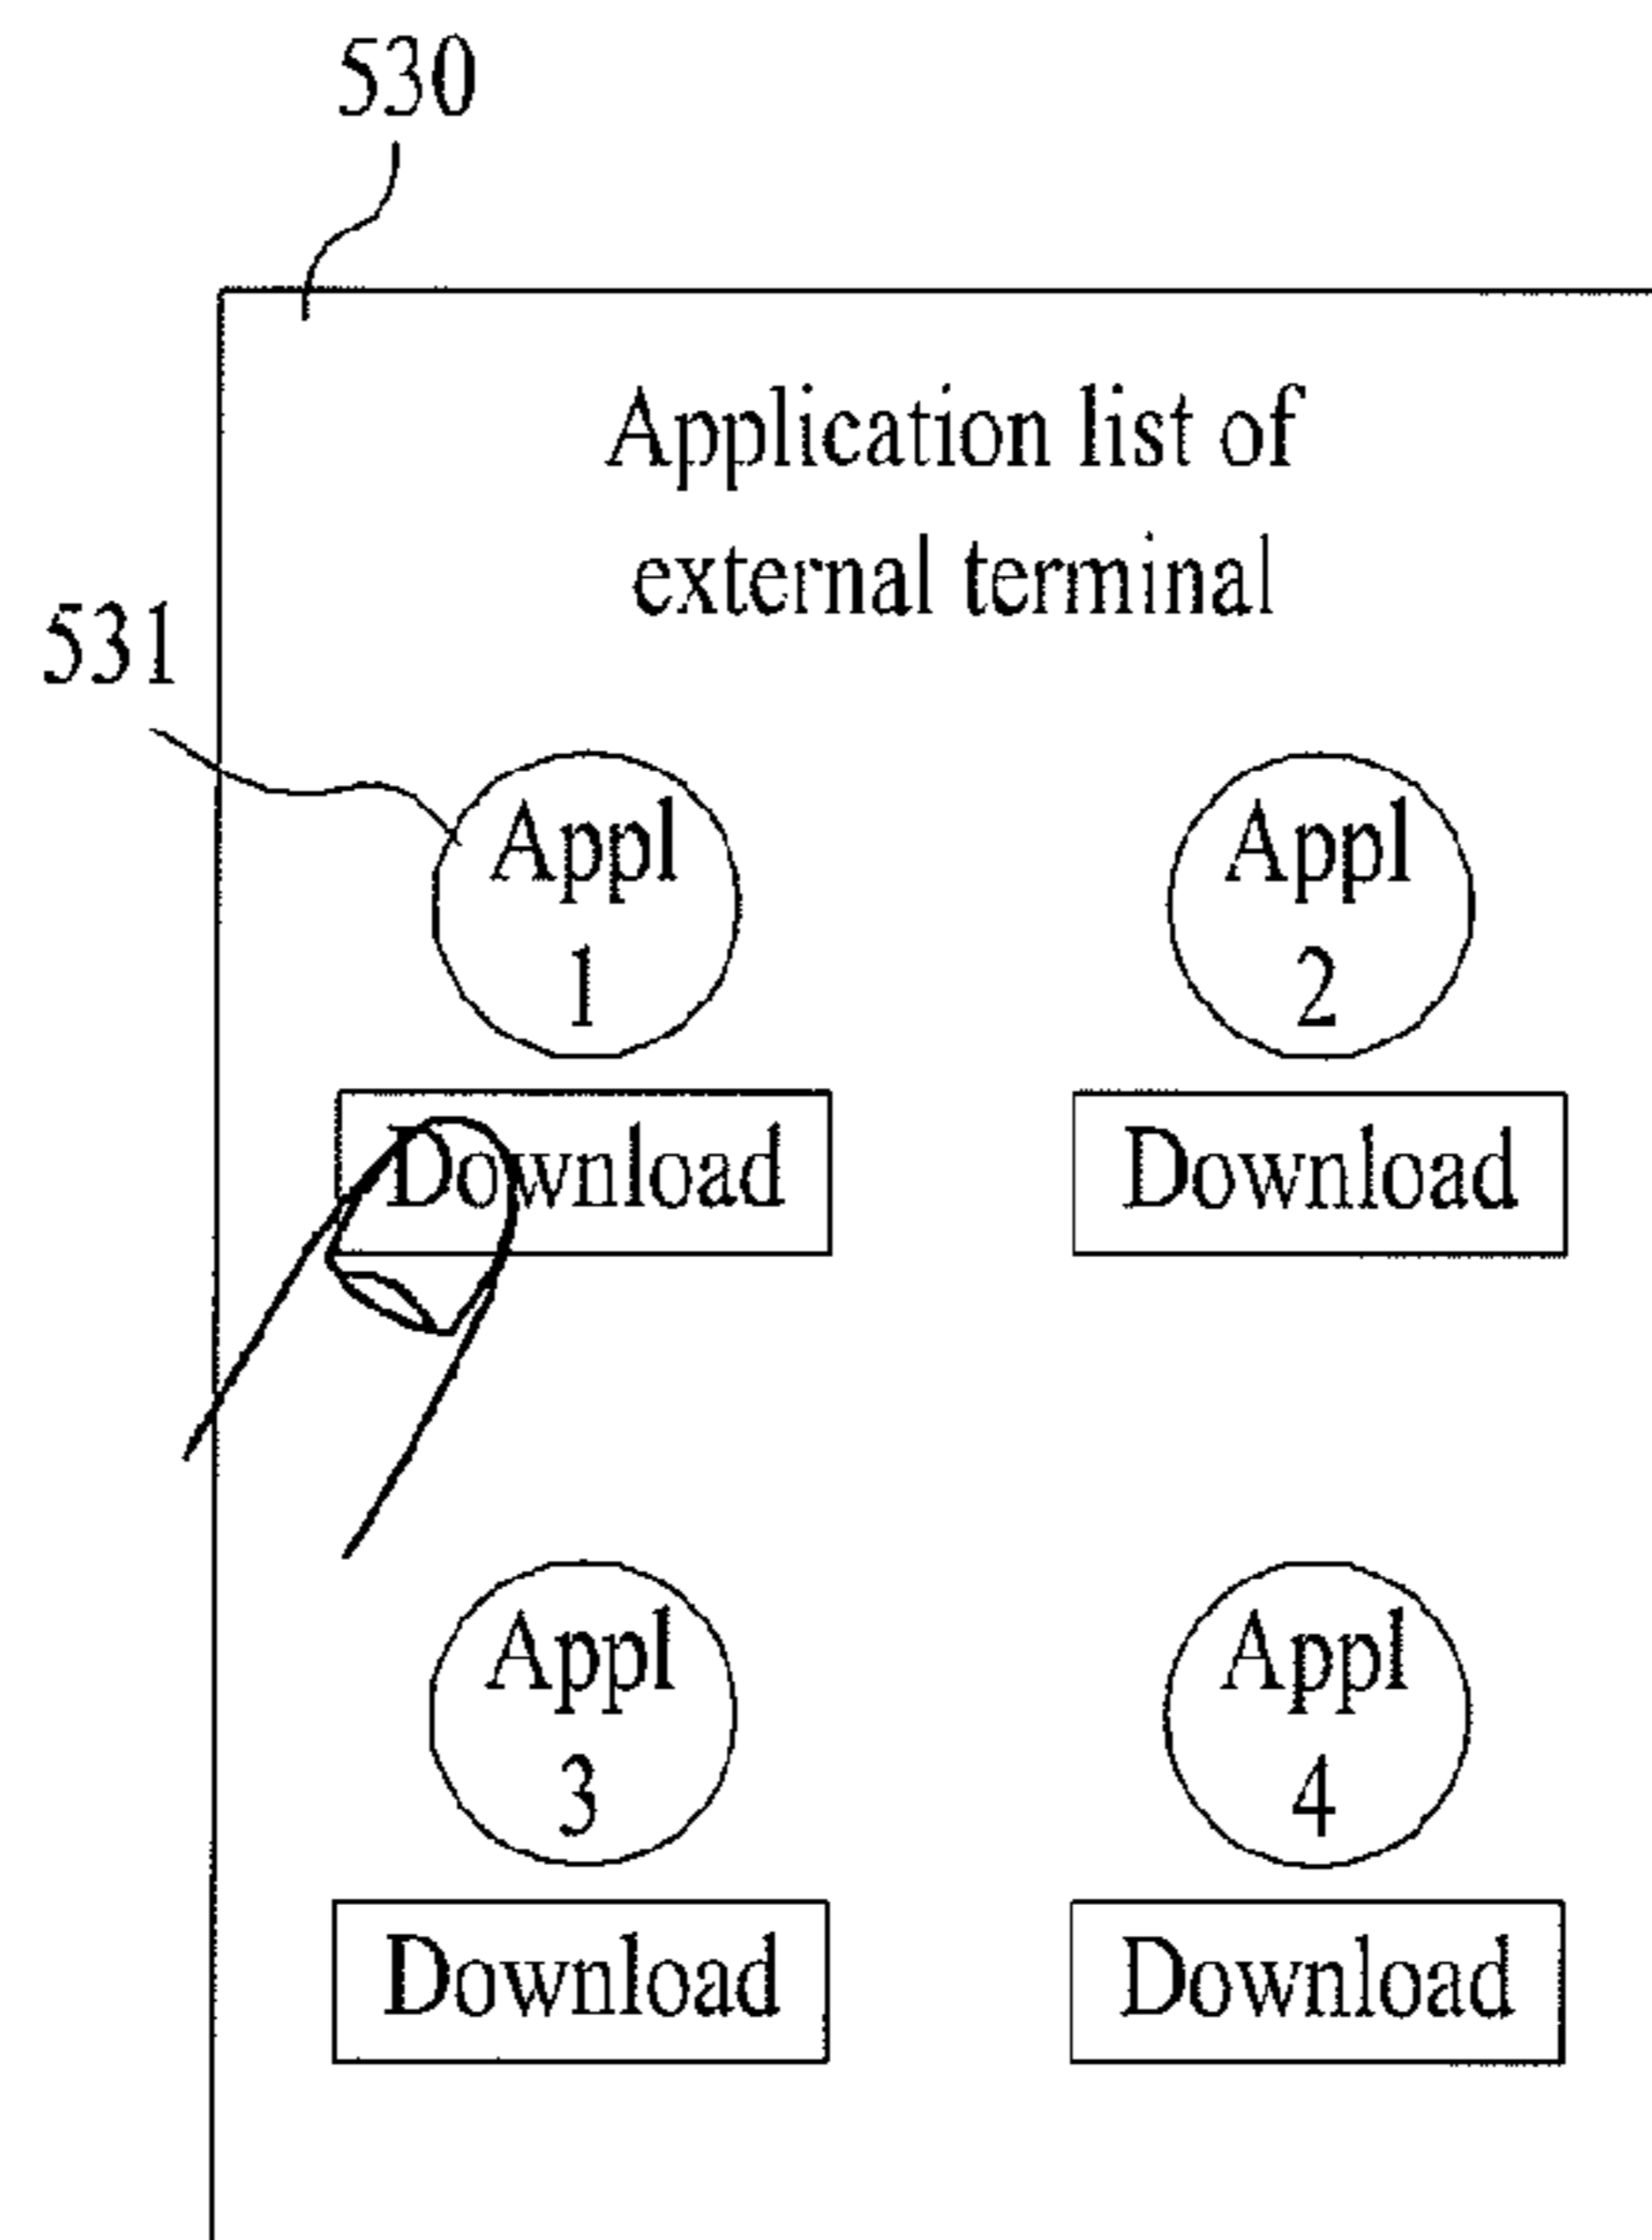 530
Application list of
external terminal
531
Appl
1
Appl
2
Download
Download
Appl
3
Appl
4
Download
Download